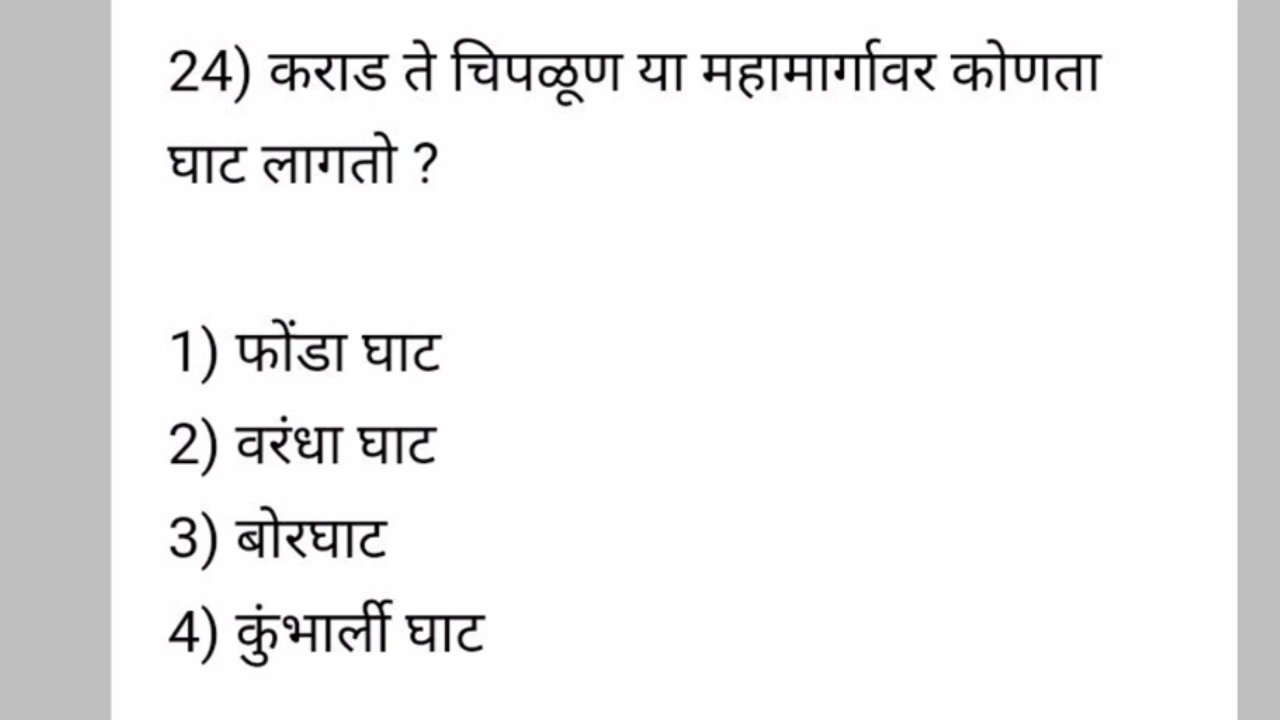 24) कराड ते चिपळूण या महामार्गावर कोणता
घाट लागतो ?
1) फोंडा घाट
2) वरंधा घाट
3) बोरघाट
4) कुंभार्ली घाट